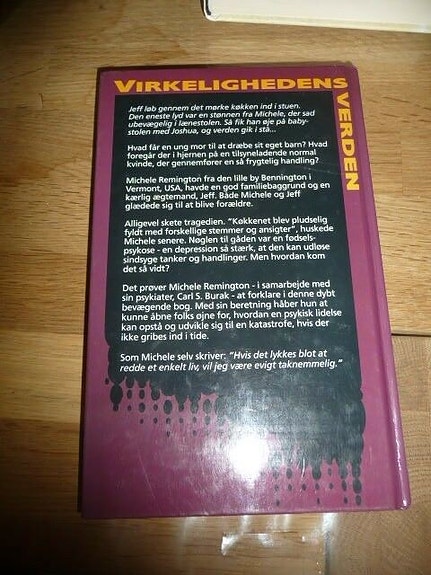 VIRKELIGHEDENS
VERDEN
Jeff løb gennem det mørke køkken ind i stuen.
Den eneste lyd var en stønnen fra Michele, der sad
ubevægelig i lænestolen. Så fik han øje på baby-
stolen med Joshua, og verden gik i stå...
Hvad får en ung mor til at dræbe sit eget barn? Hvad
foregår der i hjernen på en tilsyneladende normal
kvinde, der gennemfører en så frygtelig handling?
Michele Remington fra den lille by Bennington i
Vermont, USA, havde en god familiebaggrund og en
kærlig ægtemand, Jeff. Både Michele og Jeff
glædede sig til at blive forældre.
Alligevel skete tragedien. "Køkkenet blev pludselig
fyldt med forskellige stemmer og ansigter", huskede
Michele senere. Nøglen til gåden var en fødsels-
psykose - en depression så stærk, at den kan udløse
sindsyge tanker og handlinger. Men hvordan kom
det så vidt?
Det prøver Michele Remington - i samarbejde med
sin psykiater, Carl S. Burak - at forklare i denne dybt
bevægende bog. Med sin beretning håber hun at
kunne åbne folks øjne for, hvordan en psykisk lidelse
kan opstå og udvikle sig til en katastrofe, hvis der
ikke gribes ind i tide.
Som Michele selv skriver: "Hvis det lykkes blot at
redde et enkelt liv, vil jeg være evigt taknemmelig."